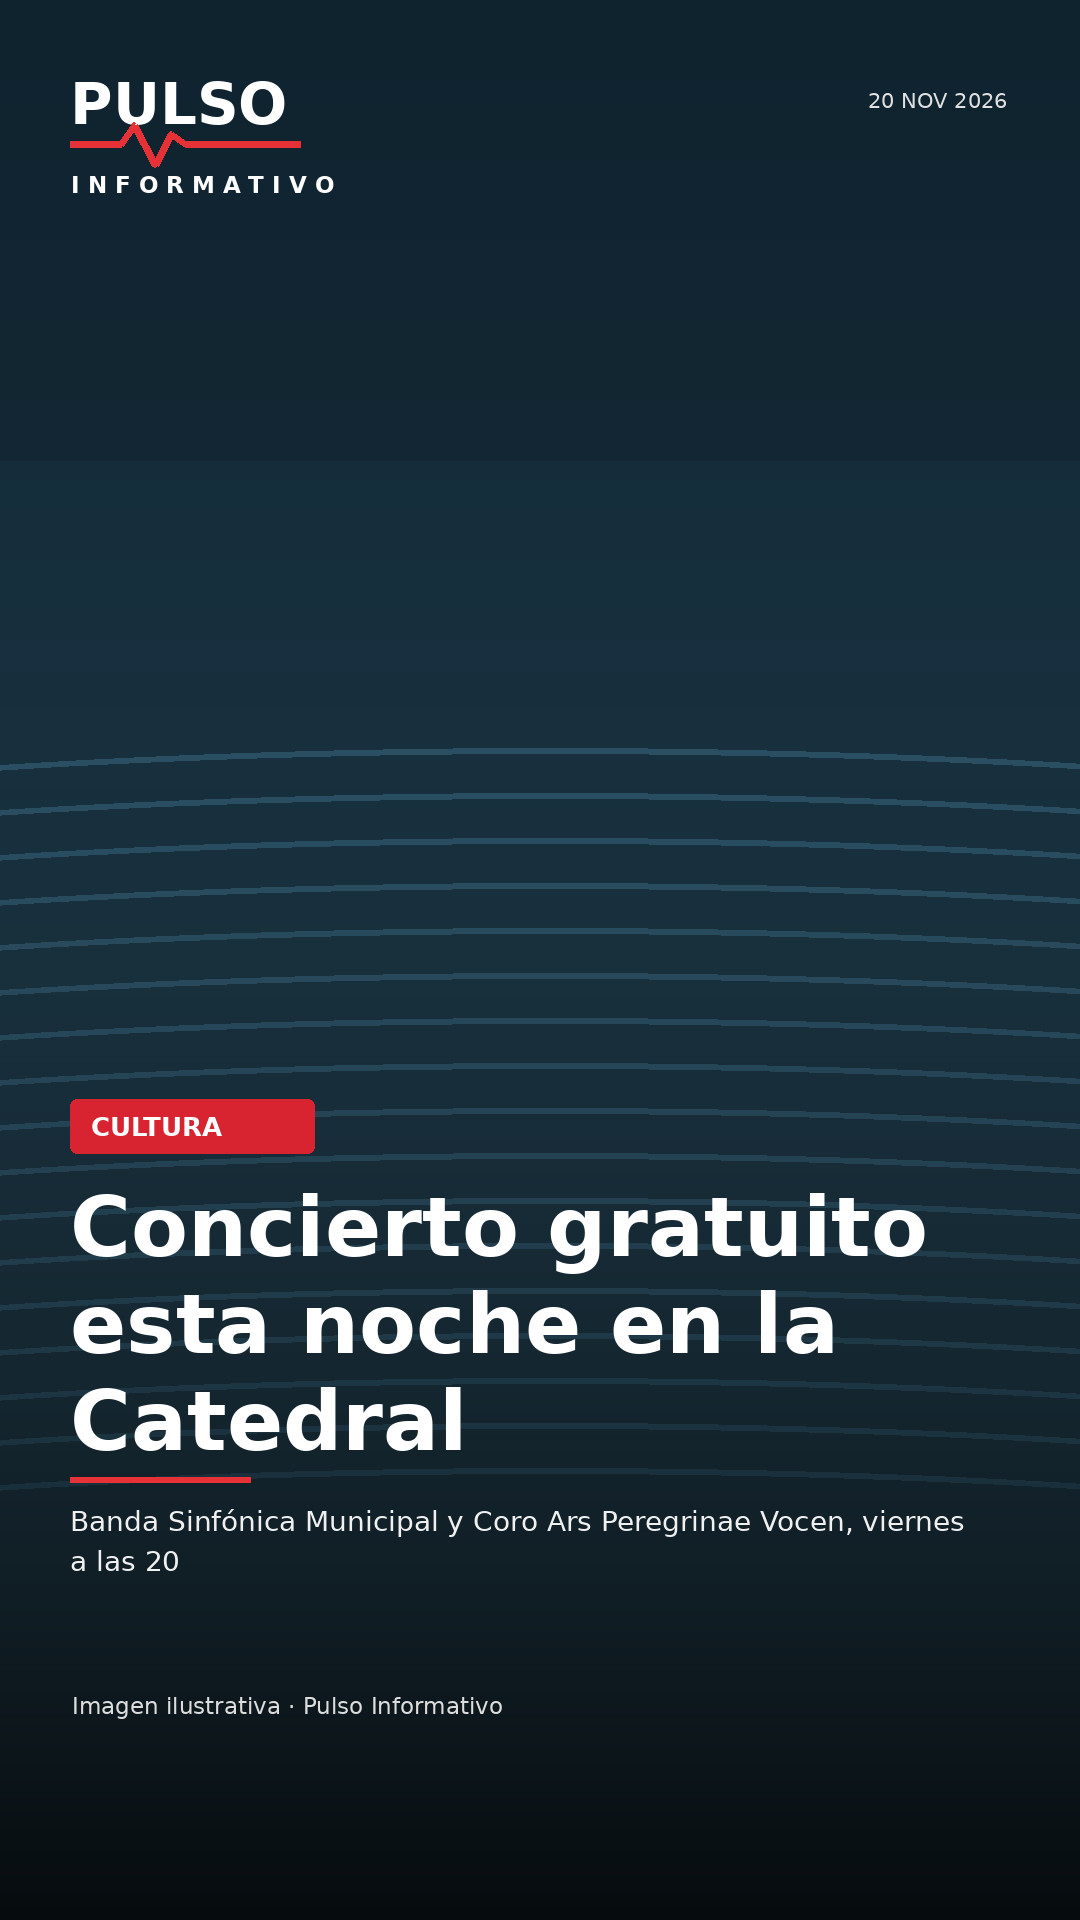 PULSO
INFORMATIVO
20 NOV 2026
CULTURA
Concierto gratuito
esta noche en la
Catedral
Banda Sinfónica Municipal y Coro Ars Peregrinae Vocen, viernes
a las 20
Imagen ilustrativa · Pulso Informativo